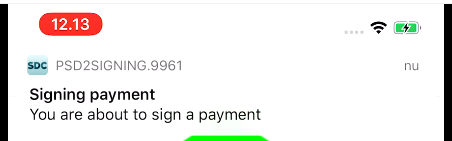 12.13
SDC PSD2SIGNING.9961 nu
Signing payment
You are about to sign a payment